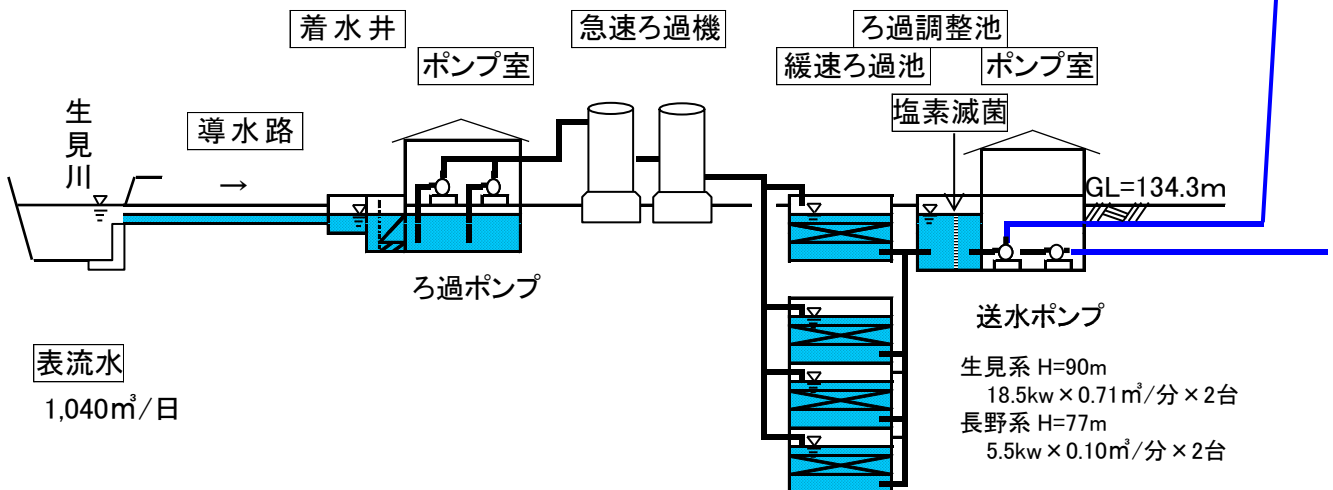 着水井
急速ろ過機
ろ過調整池
ポンプ室
緩速ろ過池
ポンプ室
塩素滅菌
生見川
導水路
→
GL=134.3m
ろ過ポンプ
送水ポンプ
表流水
1,040㎥/日
生見系 H=90m
18.5kw×0.71㎥/分×2台
長野系 H=77m
5.5kw×0.10㎥/分×2台